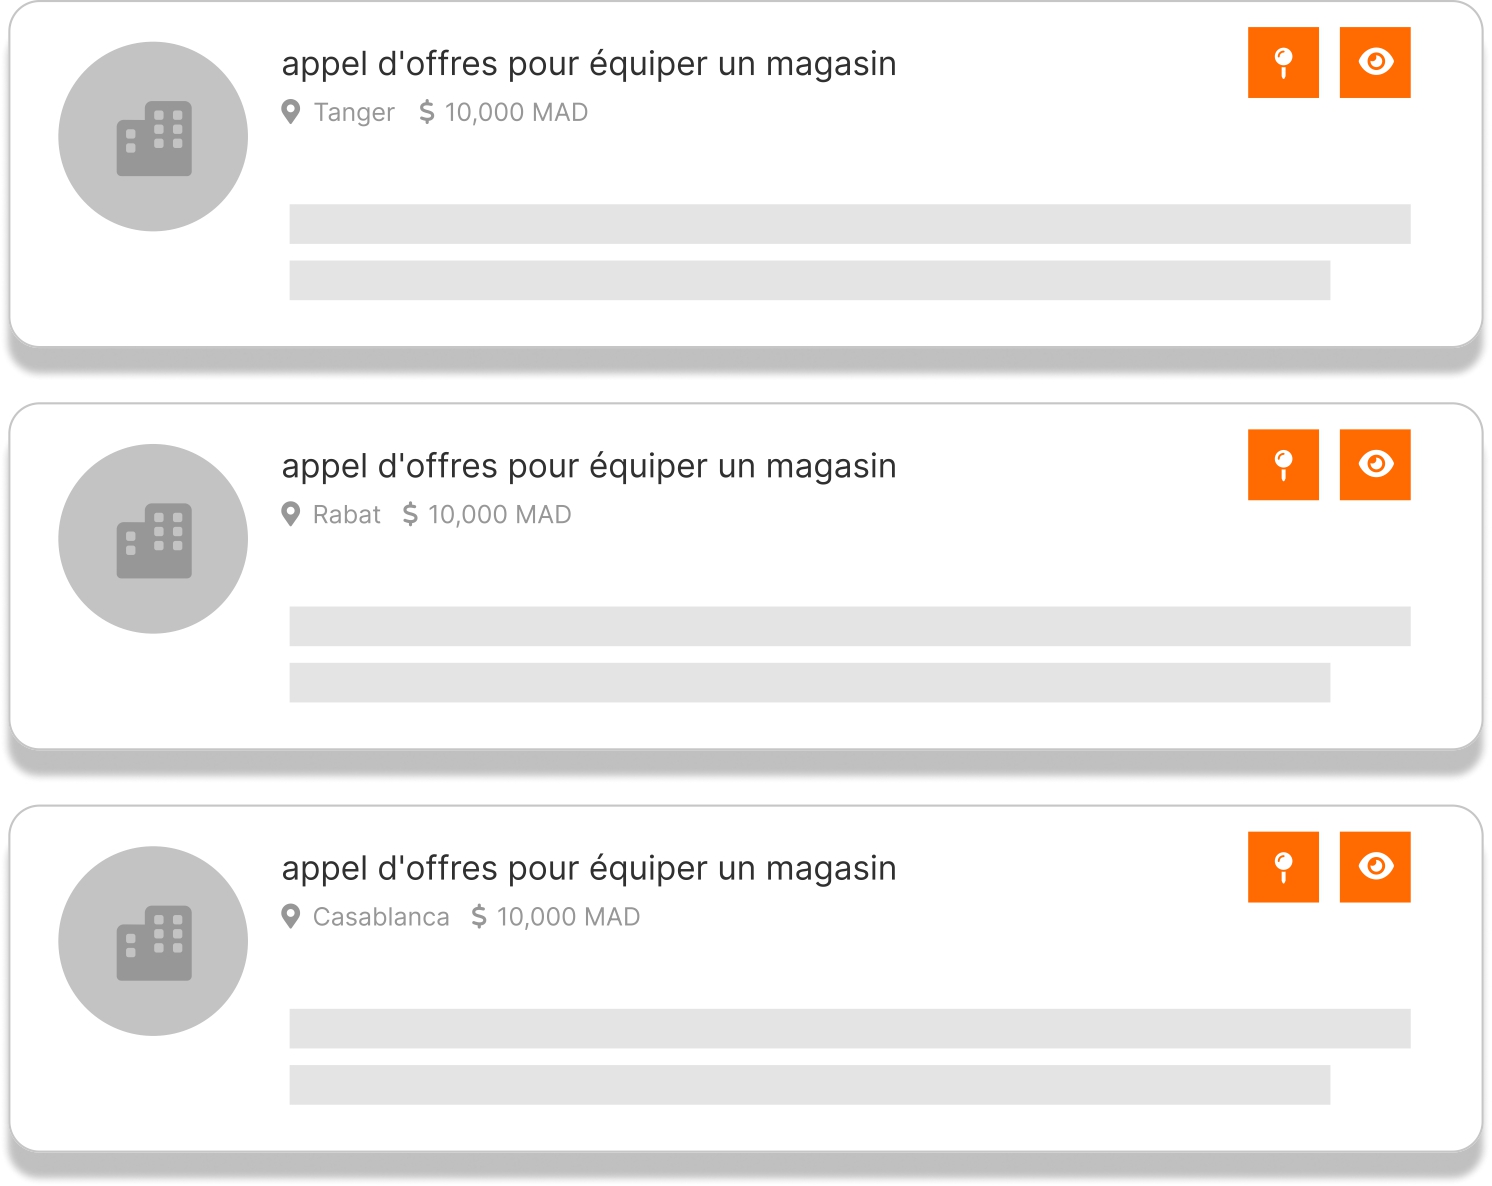 appel d'offres pour équiper un magasin
Tanger $ 10,000 MAD
appel d'offres pour équiper un magasin
Rabat $ 10,000 MAD
appel d'offres pour équiper un magasin
Casablanca $ 10,000 MAD